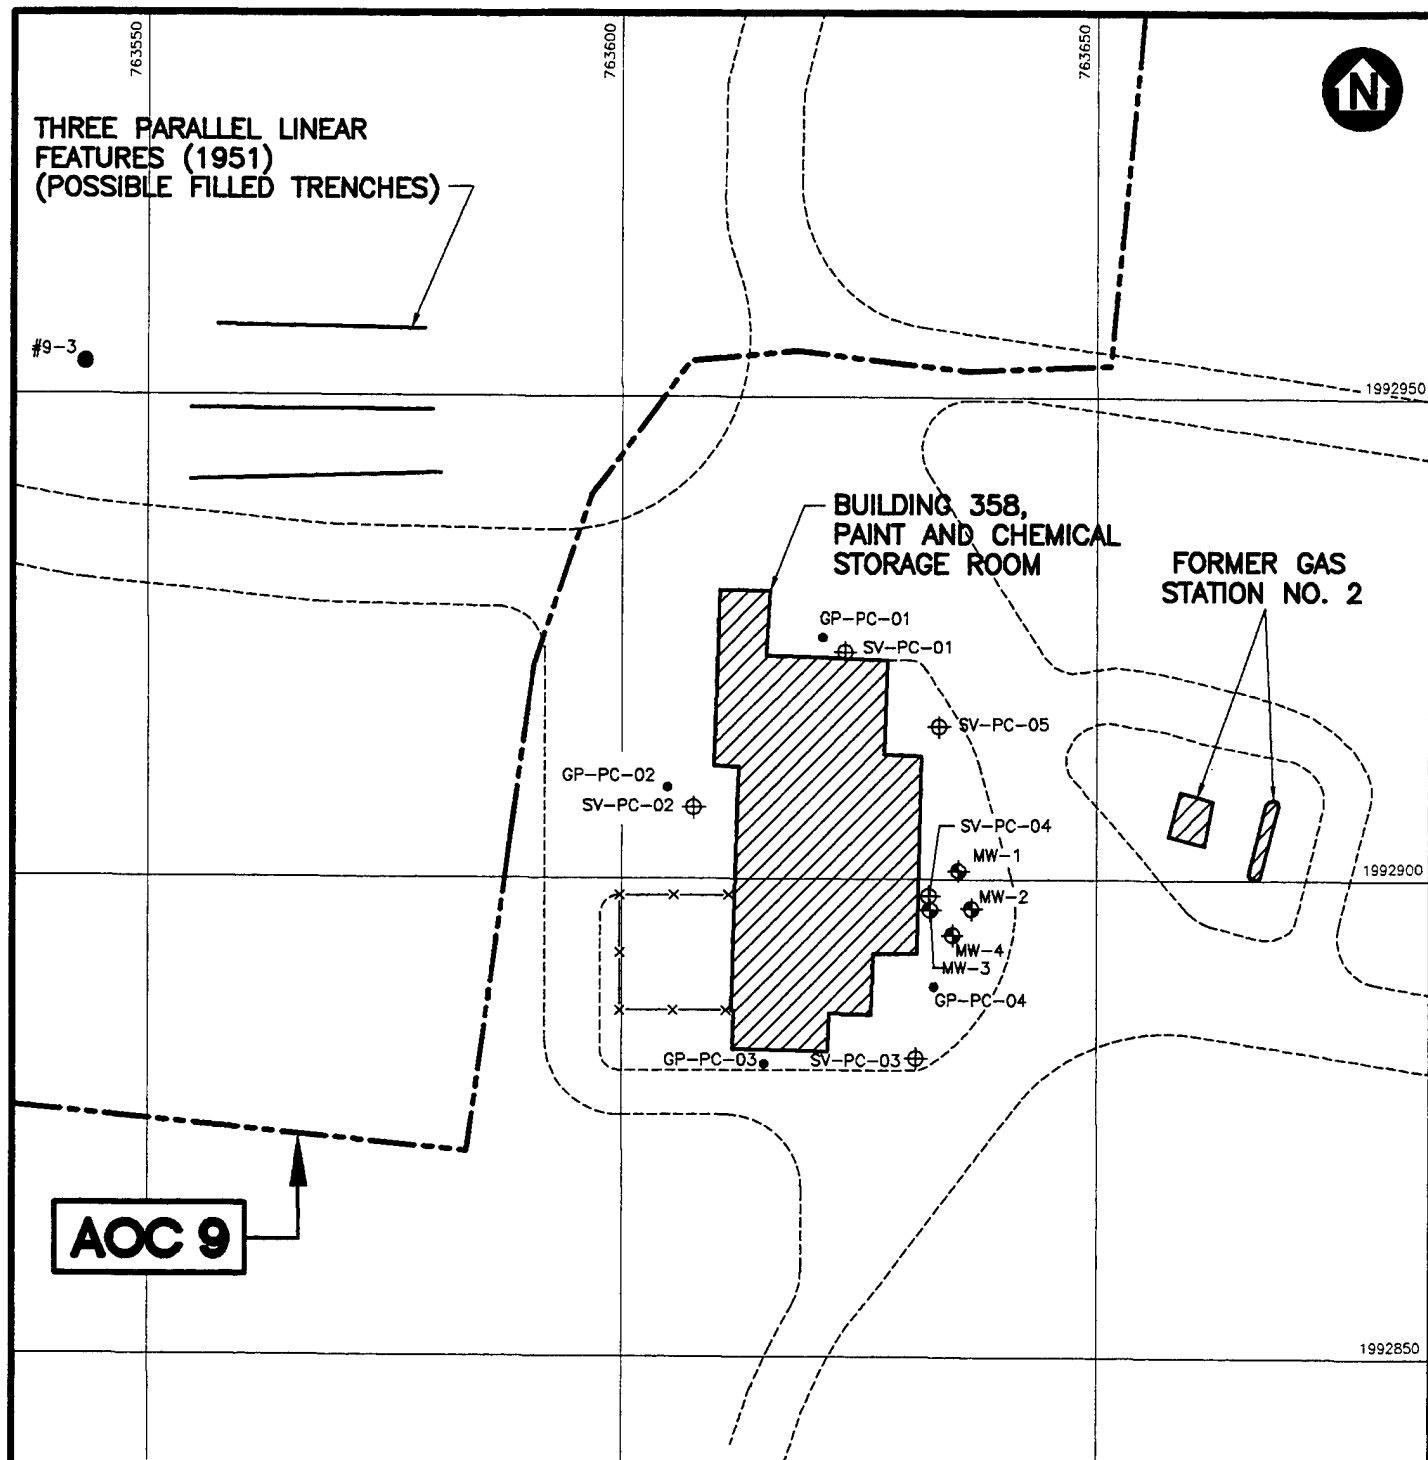 763550
763600
763650
N
THREE PARALLEL LINEAR
FEATURES (1951)
(POSSIBLE FILLED TRENCHES)
#9-3
1992950
BUILDING 358,
PAINT AND CHEMICAL
STORAGE ROOM
FORMER GAS
STATION NO. 2
GP-PC-01
SV-PC-01
SV-PC-05
GP-PC-02
SV-PC-02
SV-PC-04
MW-1
1992900
MW-2
MW-4
MW-3
GP-PC-04
GP-PC-03
SV-PC-03
AOC 9
1992850